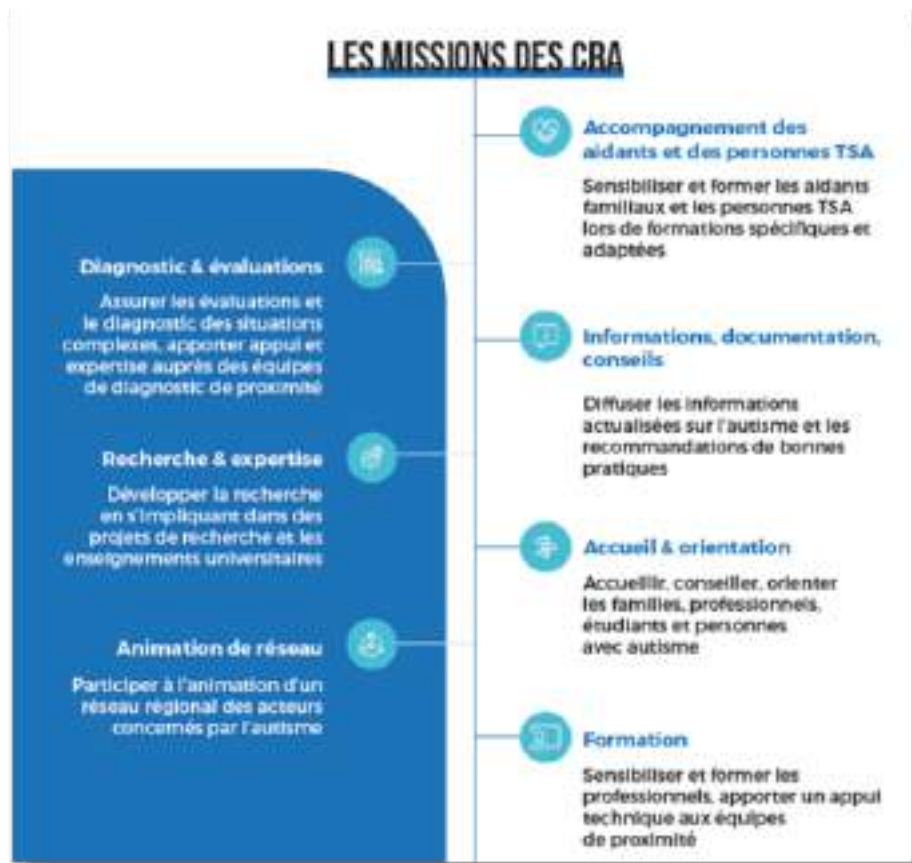 LES MISSIONS DES CRA
Accompagnement des
aidants et des personnes TSA
Sensibiliser et former les aidants
familiaux et les personnes TSA
lors de formations spécifiques et
adaptées
Diagnostic & évaluations
Assurer les évaluations et
le diagnostic des situations
complexes, apporter appui et
expertise auprès des équipes
de diagnostic de proximité
Informations, documentation,
conseils
Diffuser les informations
actualisées sur l'autisme et les
recommandations de bonnes
pratiques
Recherche & expertise
Développer la recherche
en s'impliquant dans des
projets de recherche et les
enseignements universitaires
Accueil & orientation
Accueillir, conseiller, orienter
les familles, professionnels,
étudiants et personnes
avec autisme
Animation de réseau
Participer à l'animation d'un
réseau régional des acteurs
concernés par l'autisme
Formation
Sensibiliser et former les
professionnels, apporter un appui
technique aux équipes
de proximité